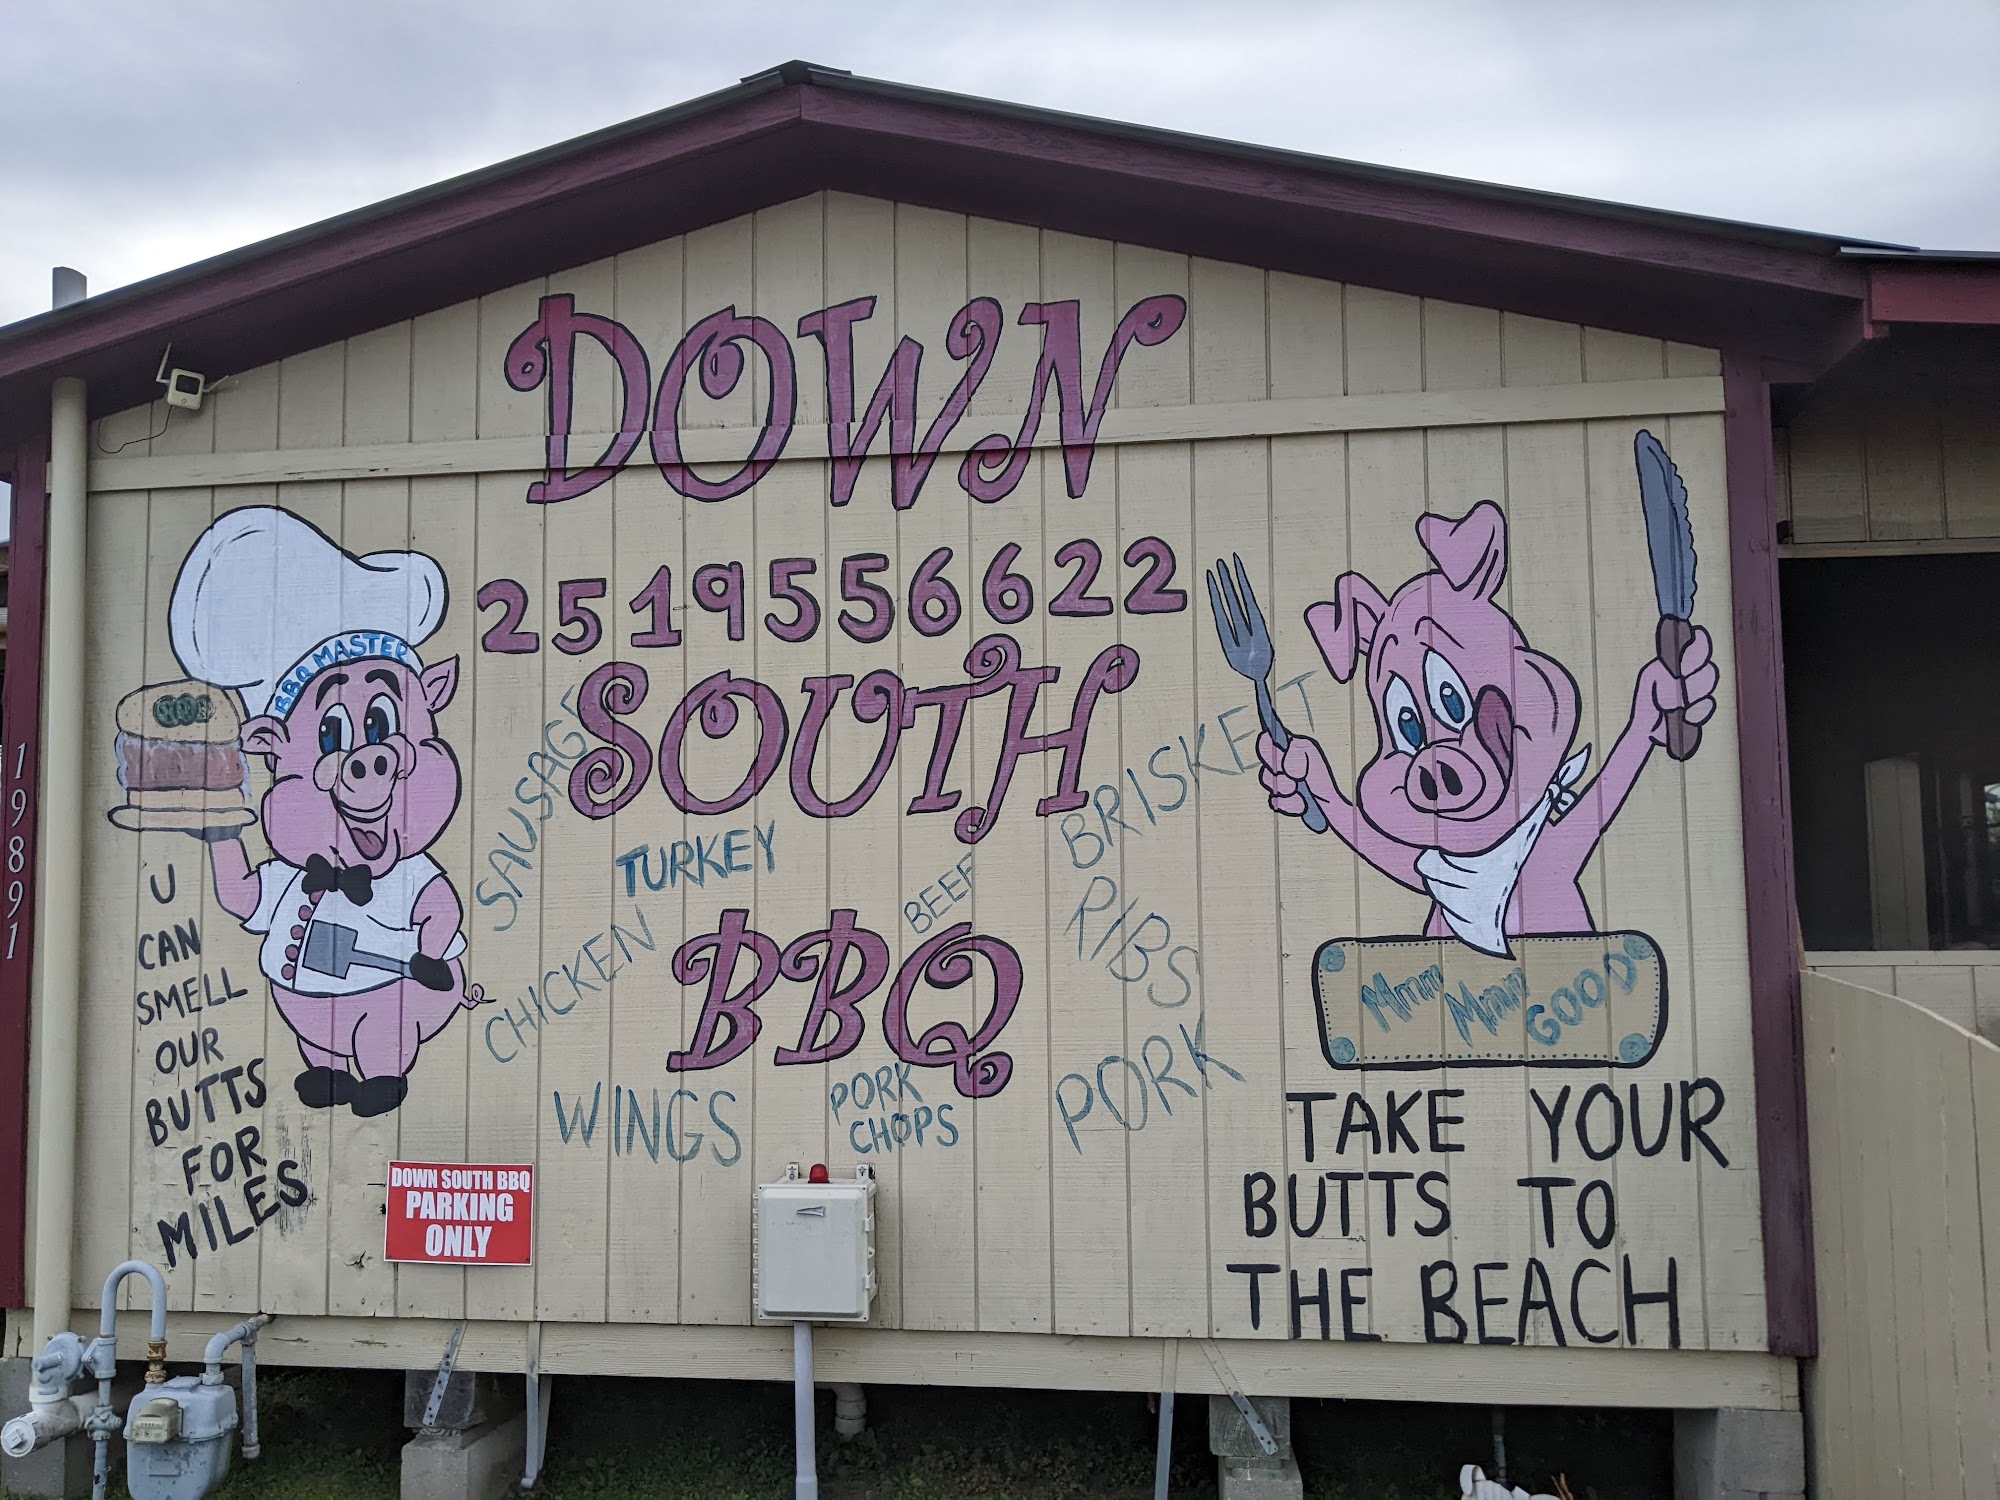 DOWN
2519556622
SOUTH
BBQ
BBQ MASTER
19891
U
CAN
SMELL
OUR
BUTTS
FOR
MILES
SAUSAGE
TURKEY
CHICKEN
WINGS
BEEF
PORK
CHOPS
BRISKET
RIBS
PORK
DOWN SOUTH BBQ
PARKING
ONLY
Mmm Mmm GOOD
TAKE YOUR
BUTTS TO
THE BEACH